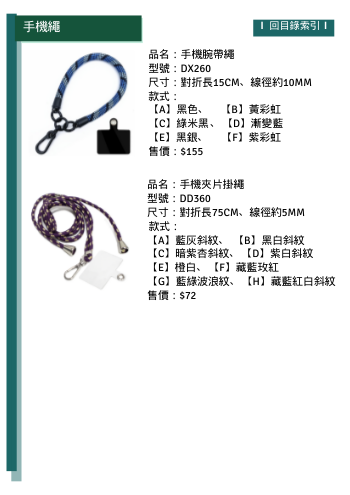 手機繩
回目錄索引
品名：手機腕帶繩
型號：DX260
尺寸：對折長15CM、線徑約10MM
款式：
【A】黑色、 【B】黃彩虹
【C】綠米黑、【D】漸變藍
【E】黑銀、 【F】紫彩虹
售價：$155
品名：手機夾片掛繩
型號：DD360
尺寸：對折長75CM、線徑約5MM
款式：
【A】藍灰斜紋、 【B】黑白斜紋
【C】暗紫杏斜紋、【D】紫白斜紋
【E】橙白、【F】藏藍玫紅
【G】藍綠波浪紋、【H】藏藍紅白斜紋
售價：$72